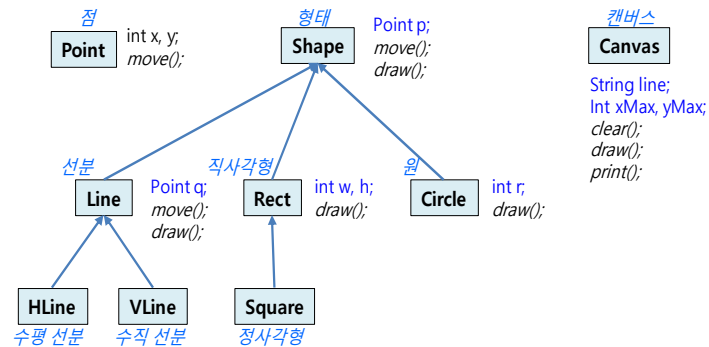 점
Point
int x, y;
move();
형태
Shape
Point p;
move();
draw();
캔버스
Canvas
String line;
Int xMax, yMax;
clear();
draw();
print();
선분
Line
Point q;
move();
draw();
직사각형
Rect
int w, h;
draw();
원
Circle
int r;
draw();
HLine
수평 선분
VLine
수직 선분
Square
정사각형